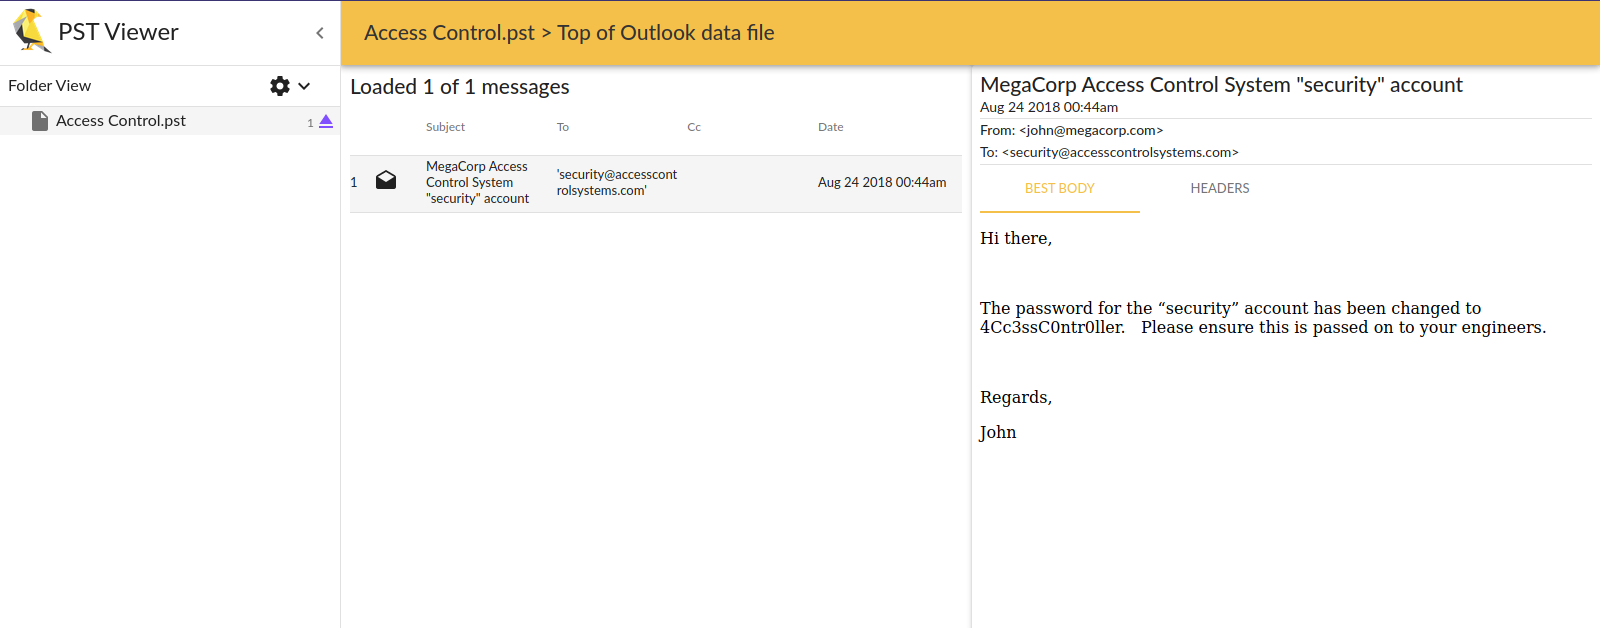 PST Viewer
Access Control.pst > Top of Outlook data file
Folder View
Access Control.pst
1
Loaded 1 of 1 messages
Subject To Cc Date
1
MegaCorp Access
Control System
"security" account
'security@accesscont
rolsystems.com'
Aug 24 2018 00:44am
MegaCorp Access Control System "security" account
Aug 24 2018 00:44am
From: <john@megacorp.com>
To: <security@accesscontrolsystems.com>
BEST BODY HEADERS
Hi there,
The password for the “security” account has been changed to
4Cc3ssC0ntr0ller.   Please ensure this is passed on to your engineers.
Regards,
John